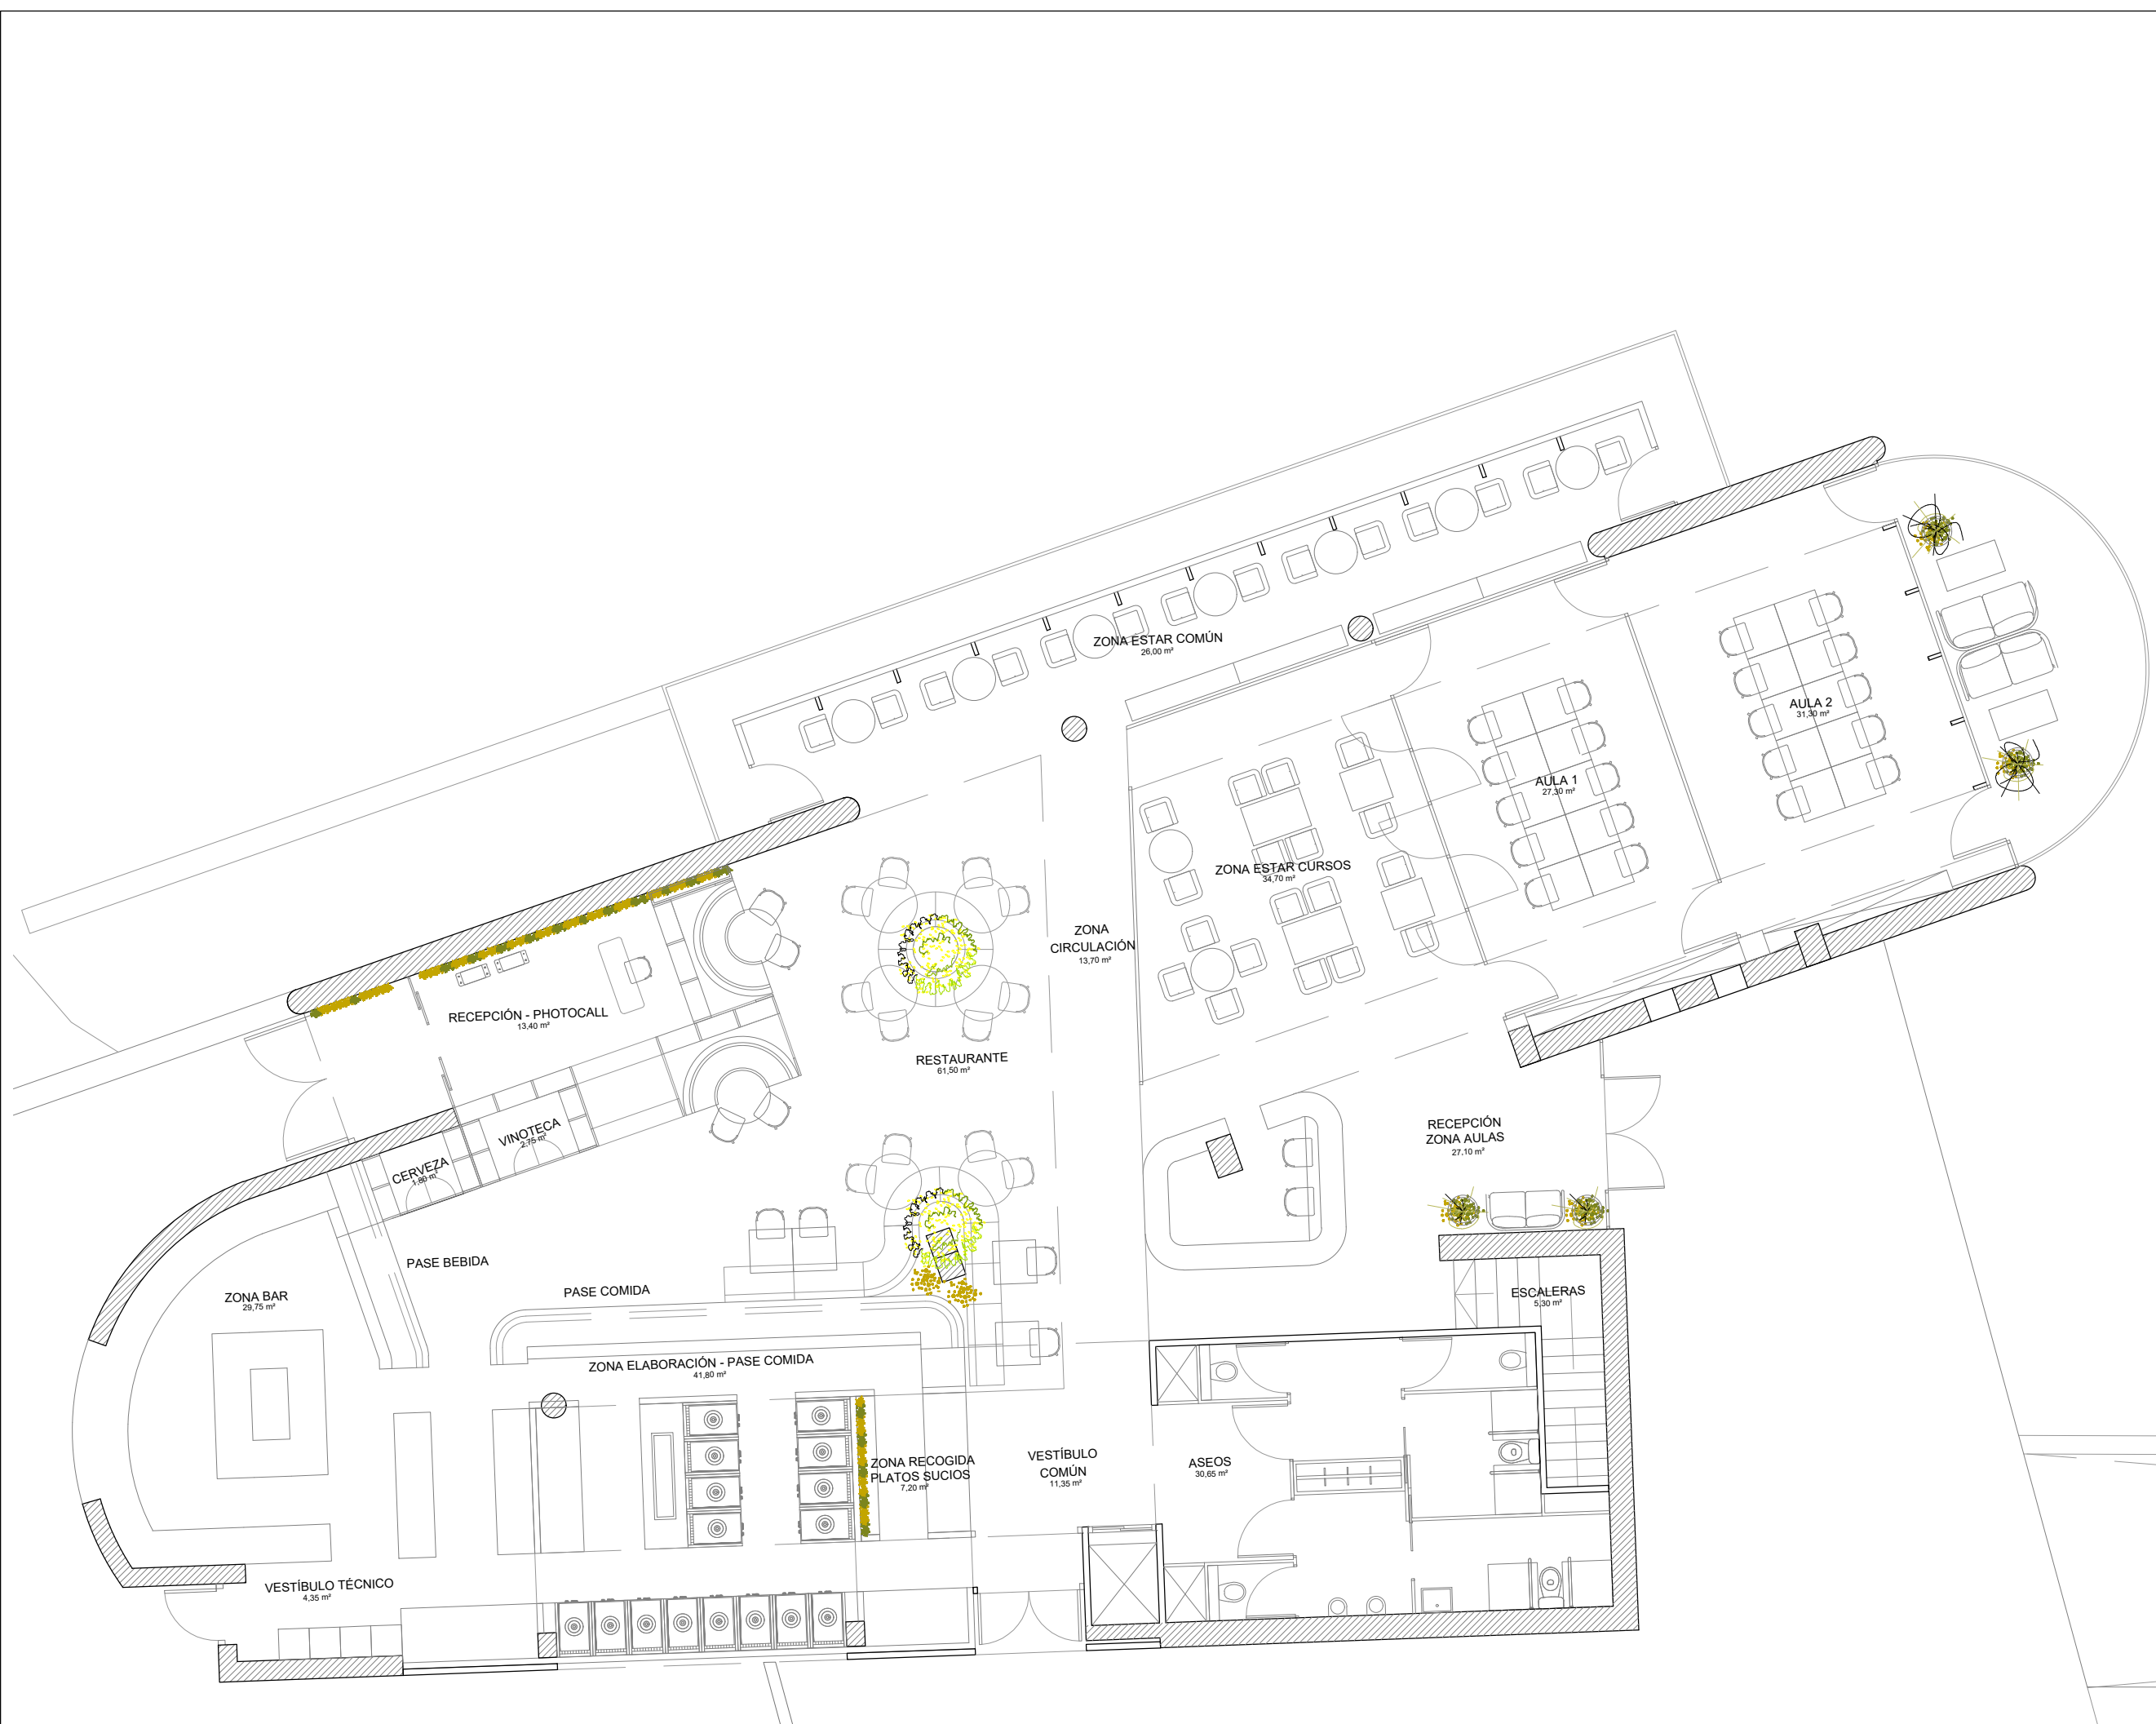 ZONA ESTAR COMÚN
26,00 m²
AULA 2
31,30 m²
AULA 1
27,30 m²
ZONA ESTAR CURSOS
34,70 m²
ZONA
CIRCULACIÓN
13,70 m²
RECEPCIÓN - PHOTOCALL
13,40 m²
RESTAURANTE
61,50 m²
VINOTECA
2,75 m²
CERVEZA
1,80 m²
RECEPCIÓN
ZONA AULAS
27.10 m²
PASE BEBIDA
PASE COMIDA
ZONA BAR
29,75 m²
ESCALERAS
5,30 m²
ZONA ELABORACIÓN - PASE COMIDA
41,80 m²
ZONA RECOGIDA
PLATOS SUCIOS
7,20 m²
VESTÍBULO
COMÚN
11,35 m²
ASEOS
30,65 m²
VESTÍBULO TÉCNICO
4,35 m²